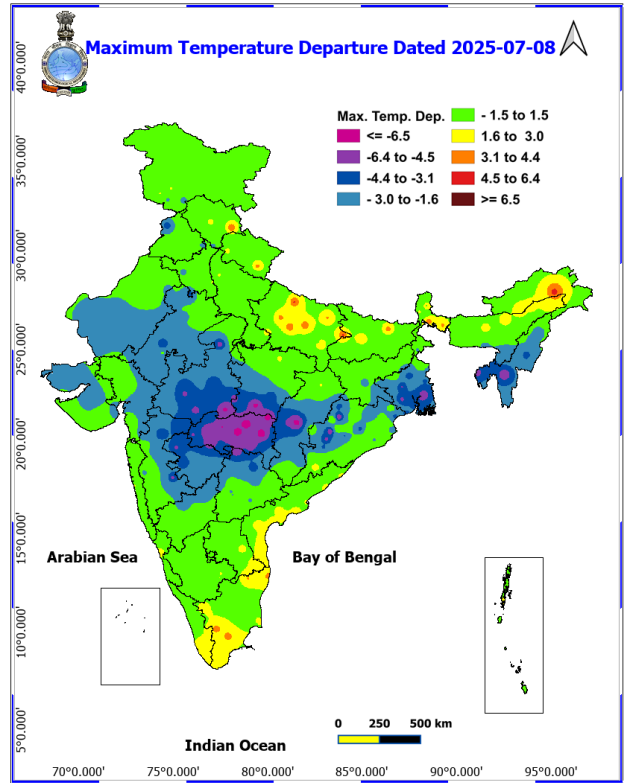 Maximum Temperature Departure Dated 2025-07-08
Max. Temp. Dep.
<= -6.5
-6.4 to -4.5
-4.4 to -3.1
- 3.0 to -1.6
- 1.5 to 1.5
1.6 to 3.0
3.1 to 4.4
4.5 to 6.4
>= 6.5
40°0.000'
35°0.000'
30°0.000'
25°0.000'
20°0.000'
15°0.000'
10°0.000'
5°0.000'
Arabian Sea
Bay of Bengal
Indian Ocean
0 250 500 km
70°0.000' 75°0.000' 80°0.000' 85°0.000' 90°0.000' 95°0.000'